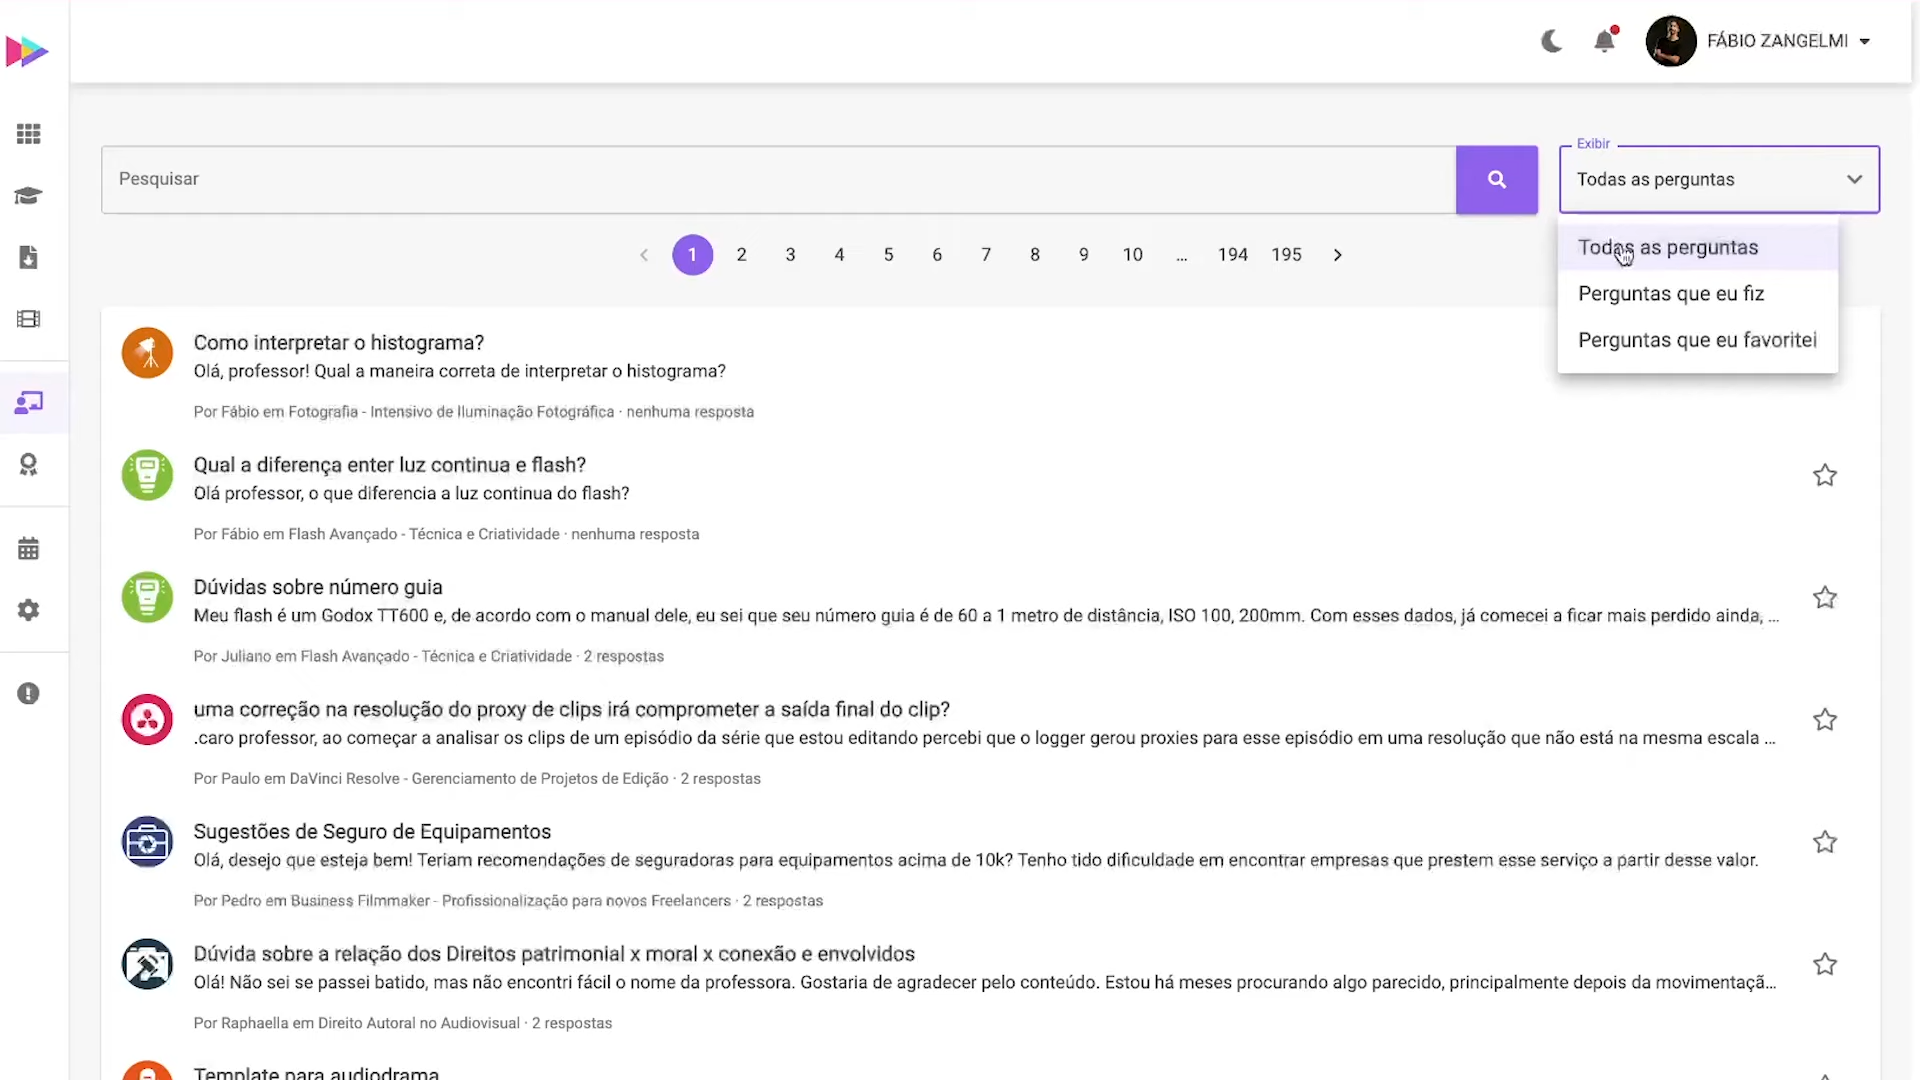 FÁBIO ZANGELMI
Pesquisar
Exibir
Todas as perguntas
Todas as perguntas
Perguntas que eu fiz
Perguntas que eu favoritei
1 2 3 4 5 6 7 8 9 10 ... 194 195
Como interpretar o histograma?
Olá, professor! Qual a maneira correta de interpretar o histograma?
Por Fábio em Fotografia - Intensivo de Iluminação Fotográfica · nenhuma resposta
Qual a diferença enter luz continua e flash?
Olá professor, o que diferencia a luz continua do flash?
Por Fábio em Flash Avançado - Técnica e Criatividade · nenhuma resposta
Dúvidas sobre número guia
Meu flash é um Godox TT600 e, de acordo com o manual dele, eu sei que seu número guia é de 60 a 1 metro de distância, ISO 100, 200mm. Com esses dados, já comecei a ficar mais perdido ainda, ...
Por Juliano em Flash Avançado - Técnica e Criatividade · 2 respostas
uma correção na resolução do proxy de clips irá comprometer a saída final do clip?
.caro professor, ao começar a analisar os clips de um episódio da série que estou editando percebi que o logger gerou proxies para esse episódio em uma resolução que não está na mesma escala ...
Por Paulo em DaVinci Resolve - Gerenciamento de Projetos de Edição · 2 respostas
Sugestões de Seguro de Equipamentos
Olá, desejo que esteja bem! Teriam recomendações de seguradoras para equipamentos acima de 10k? Tenho tido dificuldade em encontrar empresas que prestem esse serviço a partir desse valor.
Por Pedro em Business Filmmaker - Profissionalização para novos Freelancers · 2 respostas
Dúvida sobre a relação dos Direitos patrimonial x moral x conexão e envolvidos
Olá! Não sei se passei batido, mas não encontri fácil o nome da professora. Gostaria de agradecer pelo conteúdo. Estou há meses procurando algo parecido, principalmente depois da movimentaçã...
Por Raphaella em Direito Autoral no Audiovisual · 2 respostas
Template para audiodrama